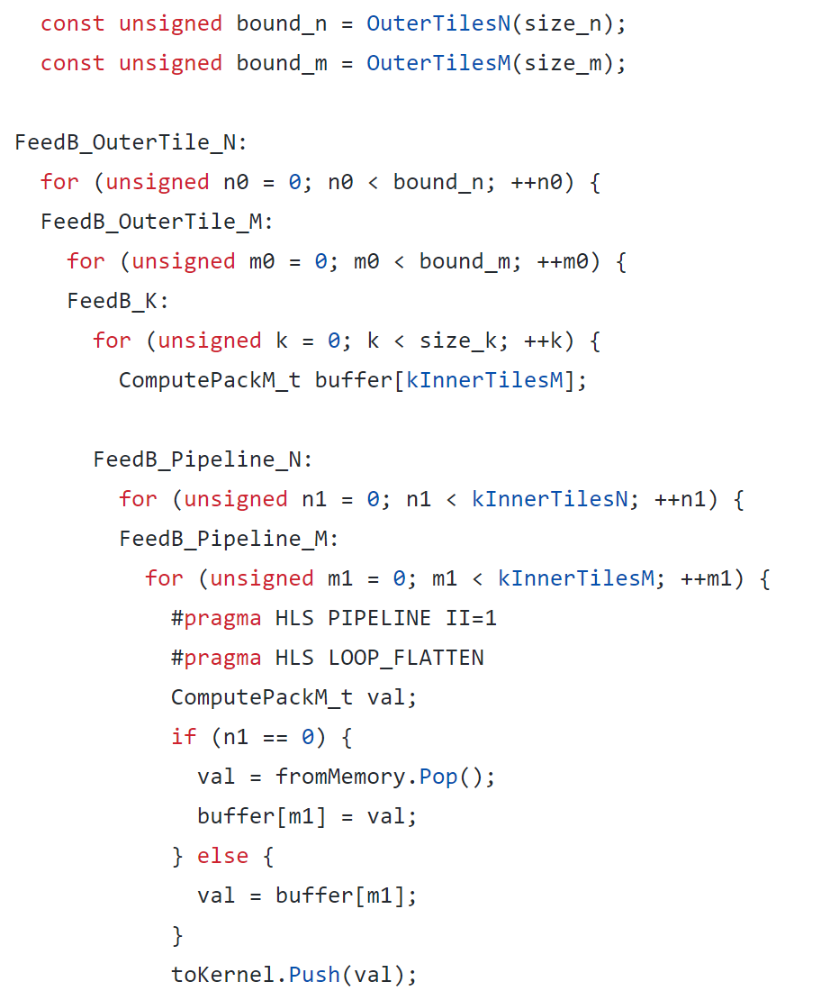 const unsigned bound_n = OuterTilesN(size_n);
const unsigned bound_m = OuterTilesM(size_m);
FeedB_OuterTile_N:
for (unsigned n0 = 0; n0 < bound_n; ++n0) {
FeedB_OuterTile_M:
for (unsigned m0 = 0; m0 < bound_m; ++m0) {
FeedB_K:
for (unsigned k = 0; k < size_k; ++k) {
ComputePackM_t buffer[kInnerTilesM];
FeedB_Pipeline_N:
for (unsigned n1 = 0; n1 < kInnerTilesN; ++n1) {
FeedB_Pipeline_M:
for (unsigned m1 = 0; m1 < kInnerTilesM; ++m1) {
#pragma HLS PIPELINE II=1
#pragma HLS LOOP_FLATTEN
ComputePackM_t val;
if (n1 == 0) {
val = fromMemory.Pop();
buffer[m1] = val;
} else {
val = buffer[m1];
}
toKernel.Push(val);